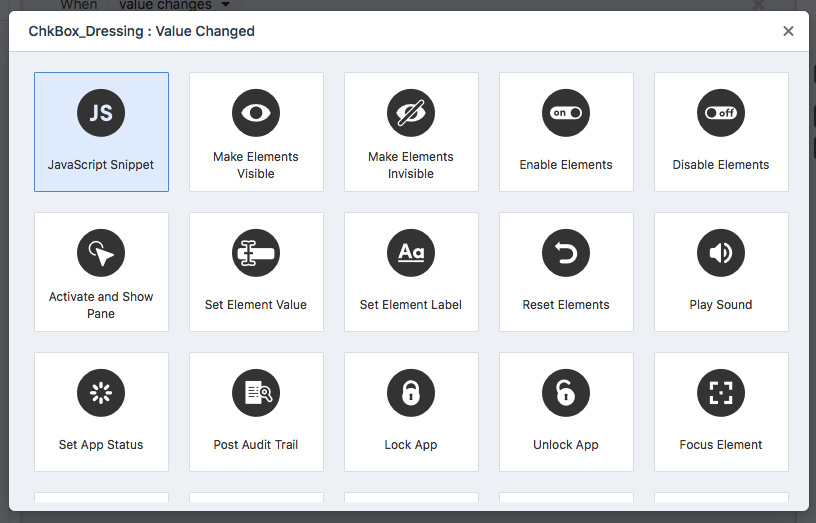 When value changes
ChkBox_Dressing : Value Changed
JS
on
off
JavaScript Snippet
Make Elements
Visible
Make Elements
Invisible
Enable Elements
Disable Elements
Aa
Activate and Show
Pane
Set Element Value
Set Element Label
Reset Elements
Play Sound
Set App Status
Post Audit Trail
Lock App
Unlock App
Focus Element